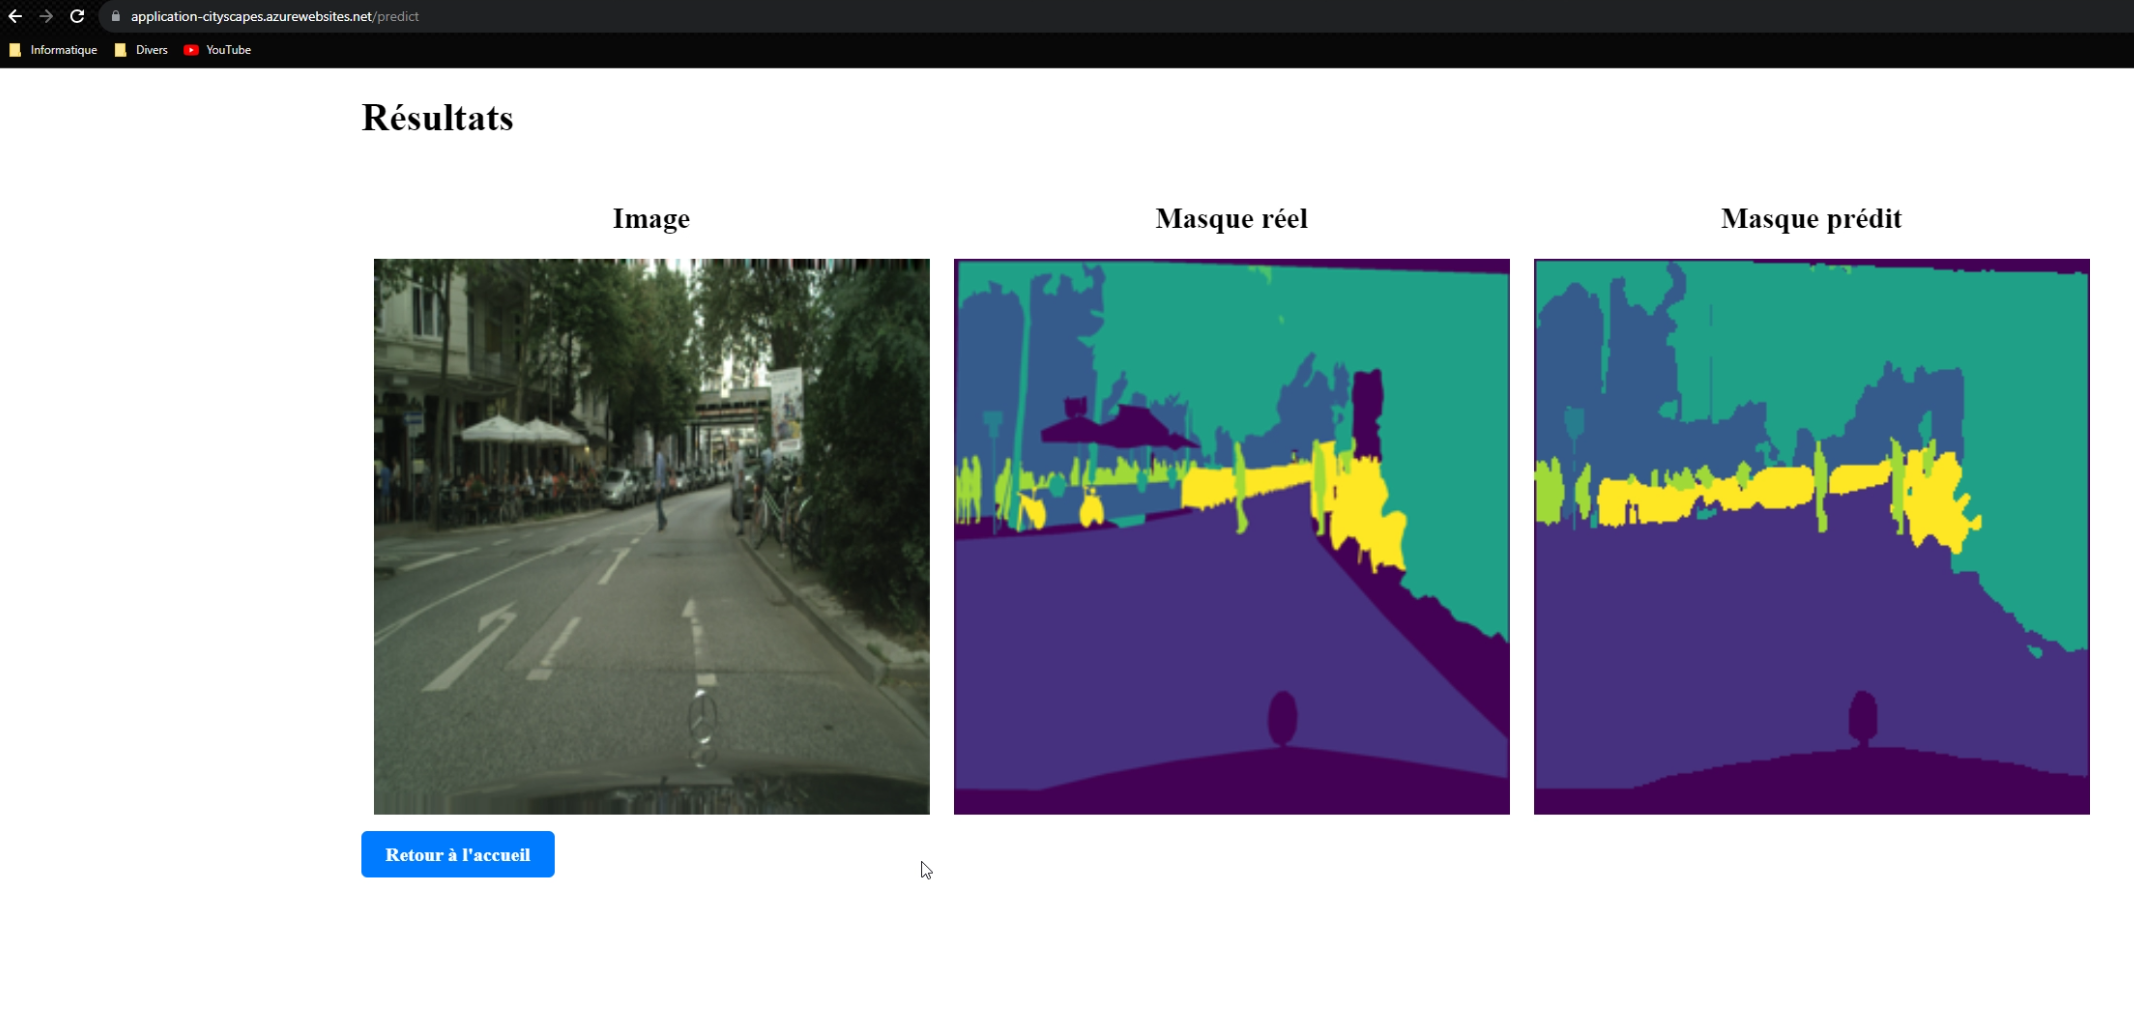 application-cityscapes.azurewebsites.net/predict
Informatique Divers YouTube
Résultats
Image Masque réel Masque prédit
Retour à l'accueil